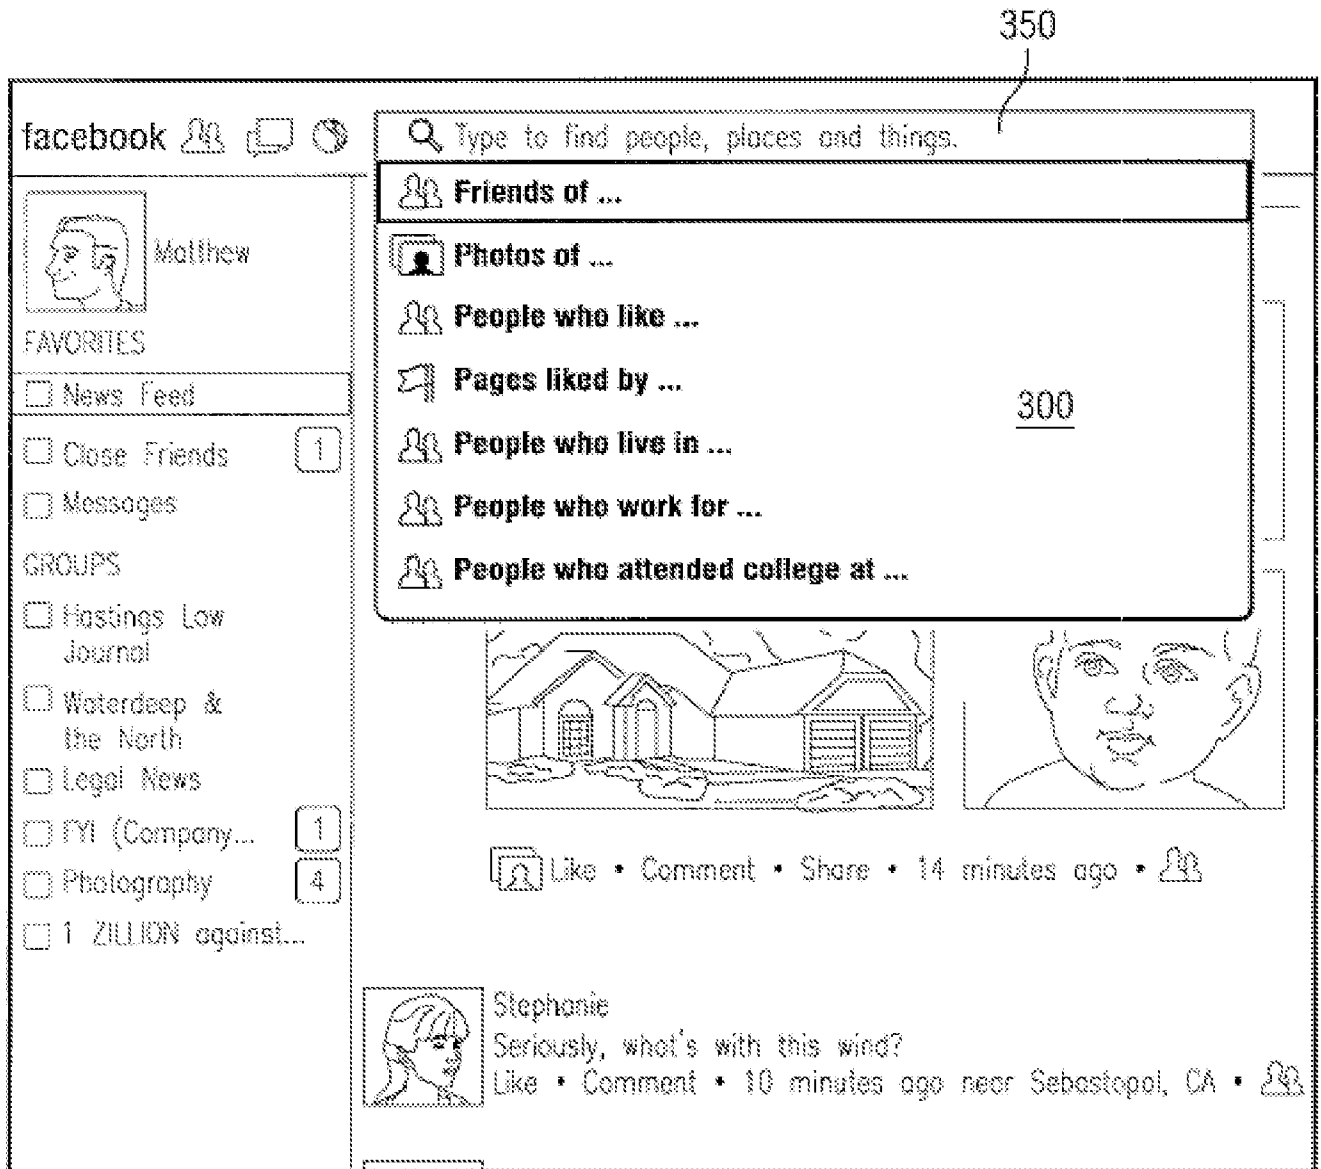 350
facebook
Type to find people, places and things.
Friends of ...
Photos of ...
People who like ...
Pages liked by ...
People who live in ...
People who work for ...
People who attended college at ...
300
Matthew
FAVORITES
News Feed
Close Friends 1
Messages
GROUPS
Hastings Law
Journal
Waterdeep &
the North
Legal News
FYI (Company... 1
Photography 4
1 ZILLION against...
Like • Comment • Share • 14 minutes ago •
Stephanie
Seriously, what's with this wind?
Like • Comment • 10 minutes ago near Sebastopol, CA •